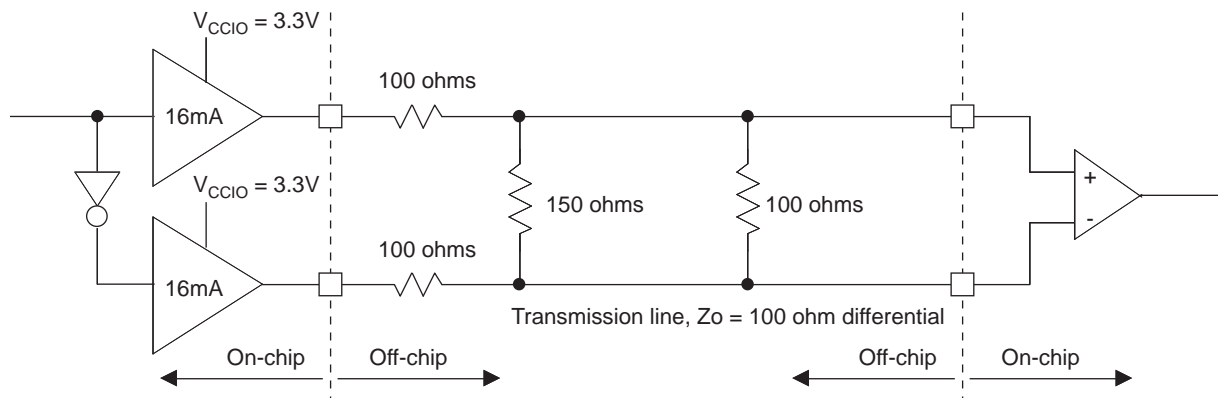 VCCIO = 3.3V
100 ohms
16mA
VCCIO = 3.3V
150 ohms
100 ohms
+
-
100 ohms
16mA
Transmission line, Zo = 100 ohm differential
On-chip
Off-chip
Off-chip
On-chip